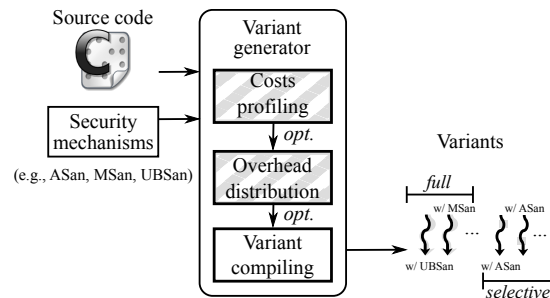 Source code
C
Security
mechanisms
(e.g., ASan, MSan, UBSan)
Variant
generator
Costs
profiling
opt.
Overhead
distribution
opt.
Variant
compiling
Variants
full
w/ MSan
w/ ASan
...
...
w/ UBSan
w/ ASan
selective